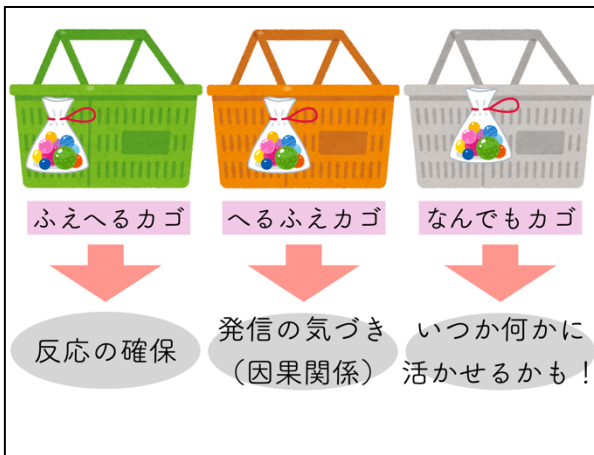 ふえへるカゴ
へるふえカゴ
なんでもカゴ
反応の確保
発信の気づき
（因果関係）
いつか何かに
活かせるかも！